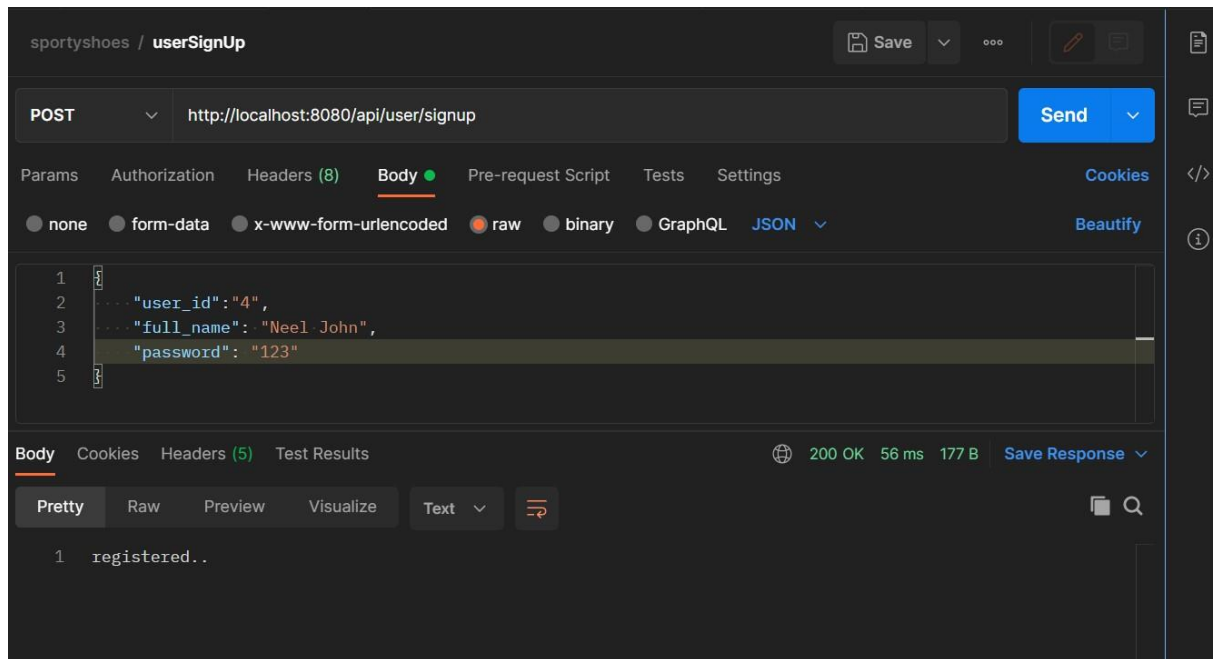 sportyshoes / userSignUp Save
POST http://localhost:8080/api/user/signup Send
Params Authorization Headers (8) Body Pre-request Script Tests Settings Cookies
none form-data x-www-form-urlencoded raw binary GraphQL JSON Beautify
1 {
2 "user_id":"4",
3 "full_name": "Neel John",
4 "password": "123"
5 }
Body Cookies Headers (5) Test Results 200 OK 56 ms 177 B Save Response
Pretty Raw Preview Visualize Text
1 registered..